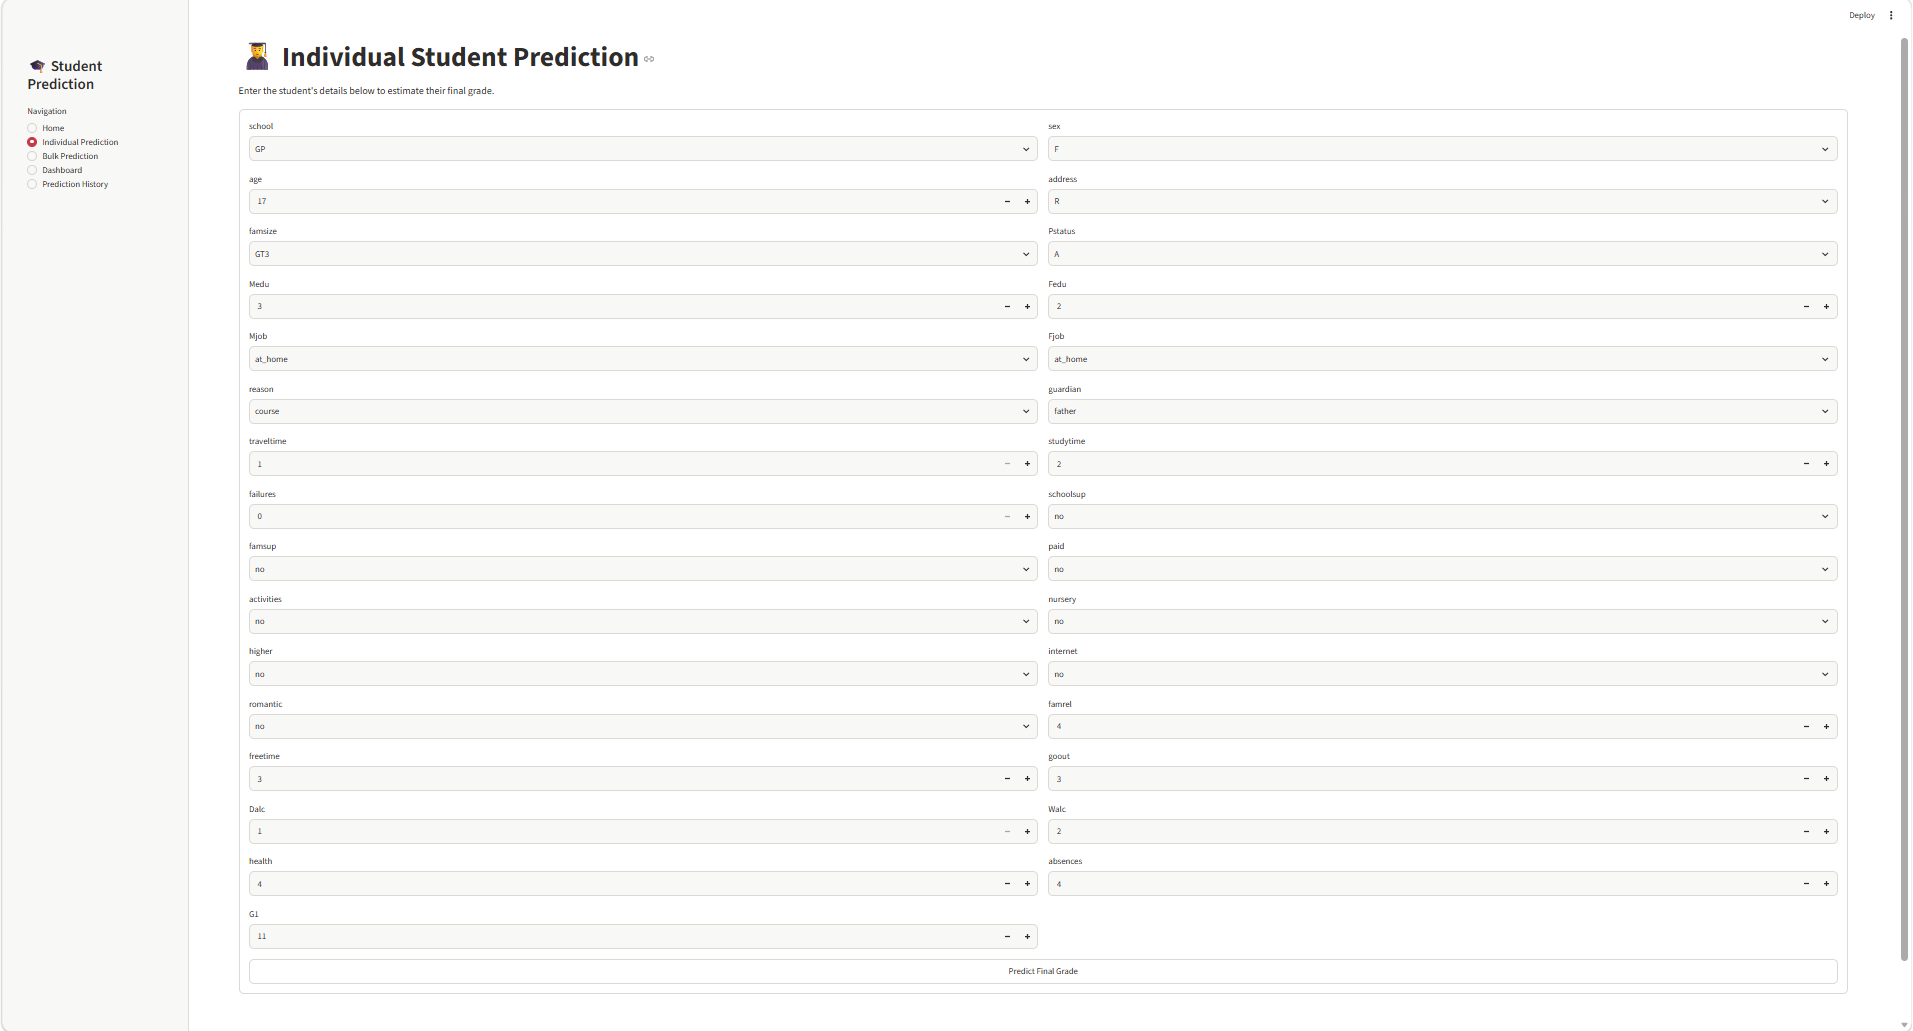 Deploy
Student
Prediction
Navigation
Home
Individual Prediction
Bulk Prediction
Dashboard
Prediction History
Individual Student Prediction
Enter the student's details below to estimate their final grade.
school
GP
sex
F
age
17
address
R
famsize
GT3
Pstatus
A
Medu
3
Fedu
2
Mjob
at_home
Fjob
at_home
reason
course
guardian
father
traveltime
1
studytime
2
failures
0
schoolsup
no
famsup
no
paid
no
activities
no
nursery
no
higher
no
internet
no
romantic
no
famrel
4
freetime
3
goout
3
Dalc
1
Walc
2
health
4
absences
4
G1
11
Predict Final Grade